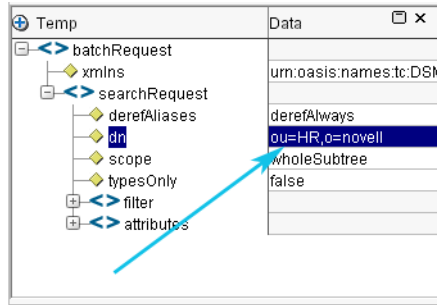 Temp Data
batchRequest
xmlns urn:oasis:names:tc:DSM
searchRequest
derefAliases derefAlways
dn ou=HR,o=novell
scope wholeSubtree
typesOnly false
filter
attributes